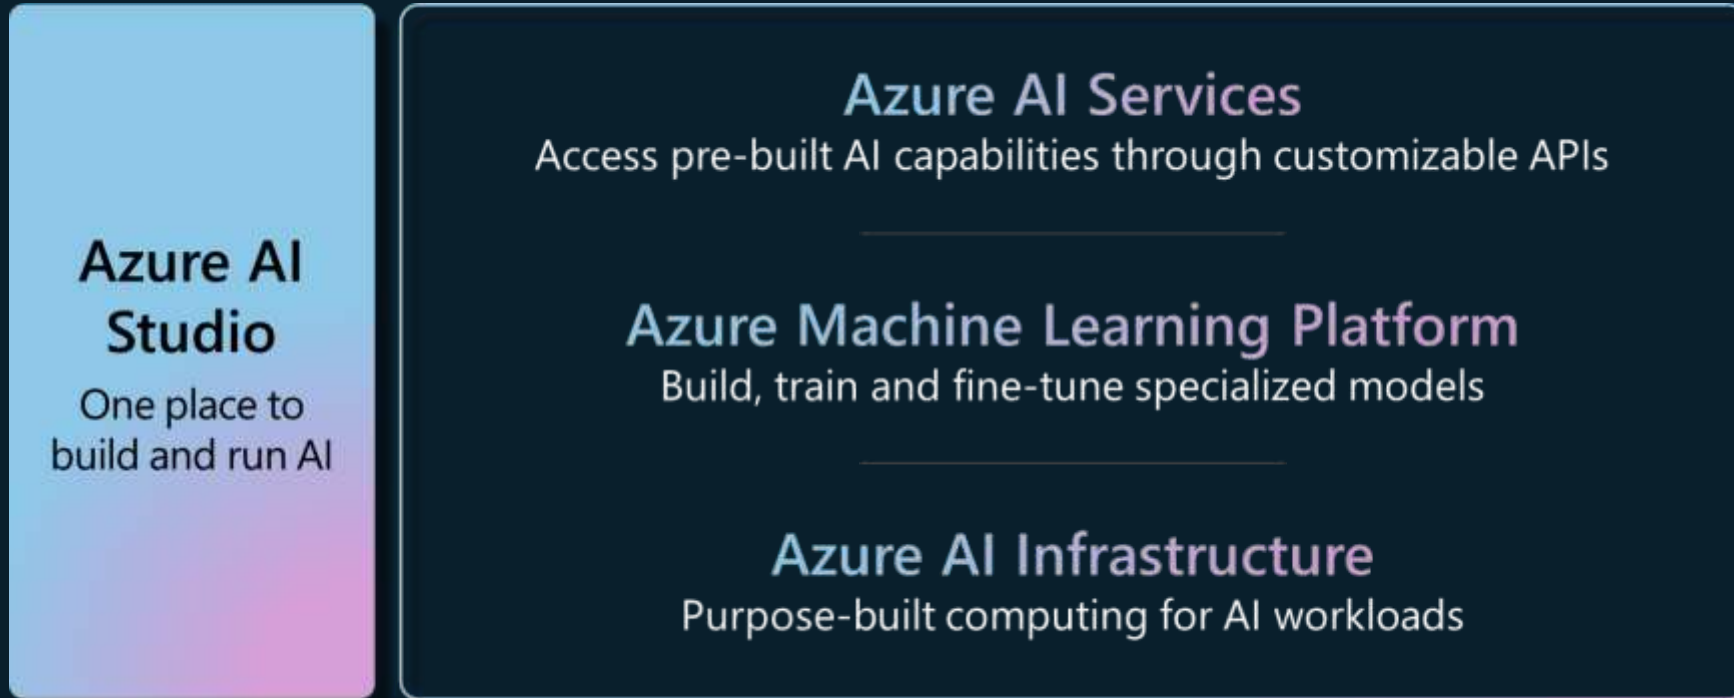 Azure AI
Studio
One place to
build and run AI
Azure AI Services
Access pre-built AI capabilities through customizable APIs
Azure Machine Learning Platform
Build, train and fine-tune specialized models
Azure AI Infrastructure
Purpose-built computing for AI workloads